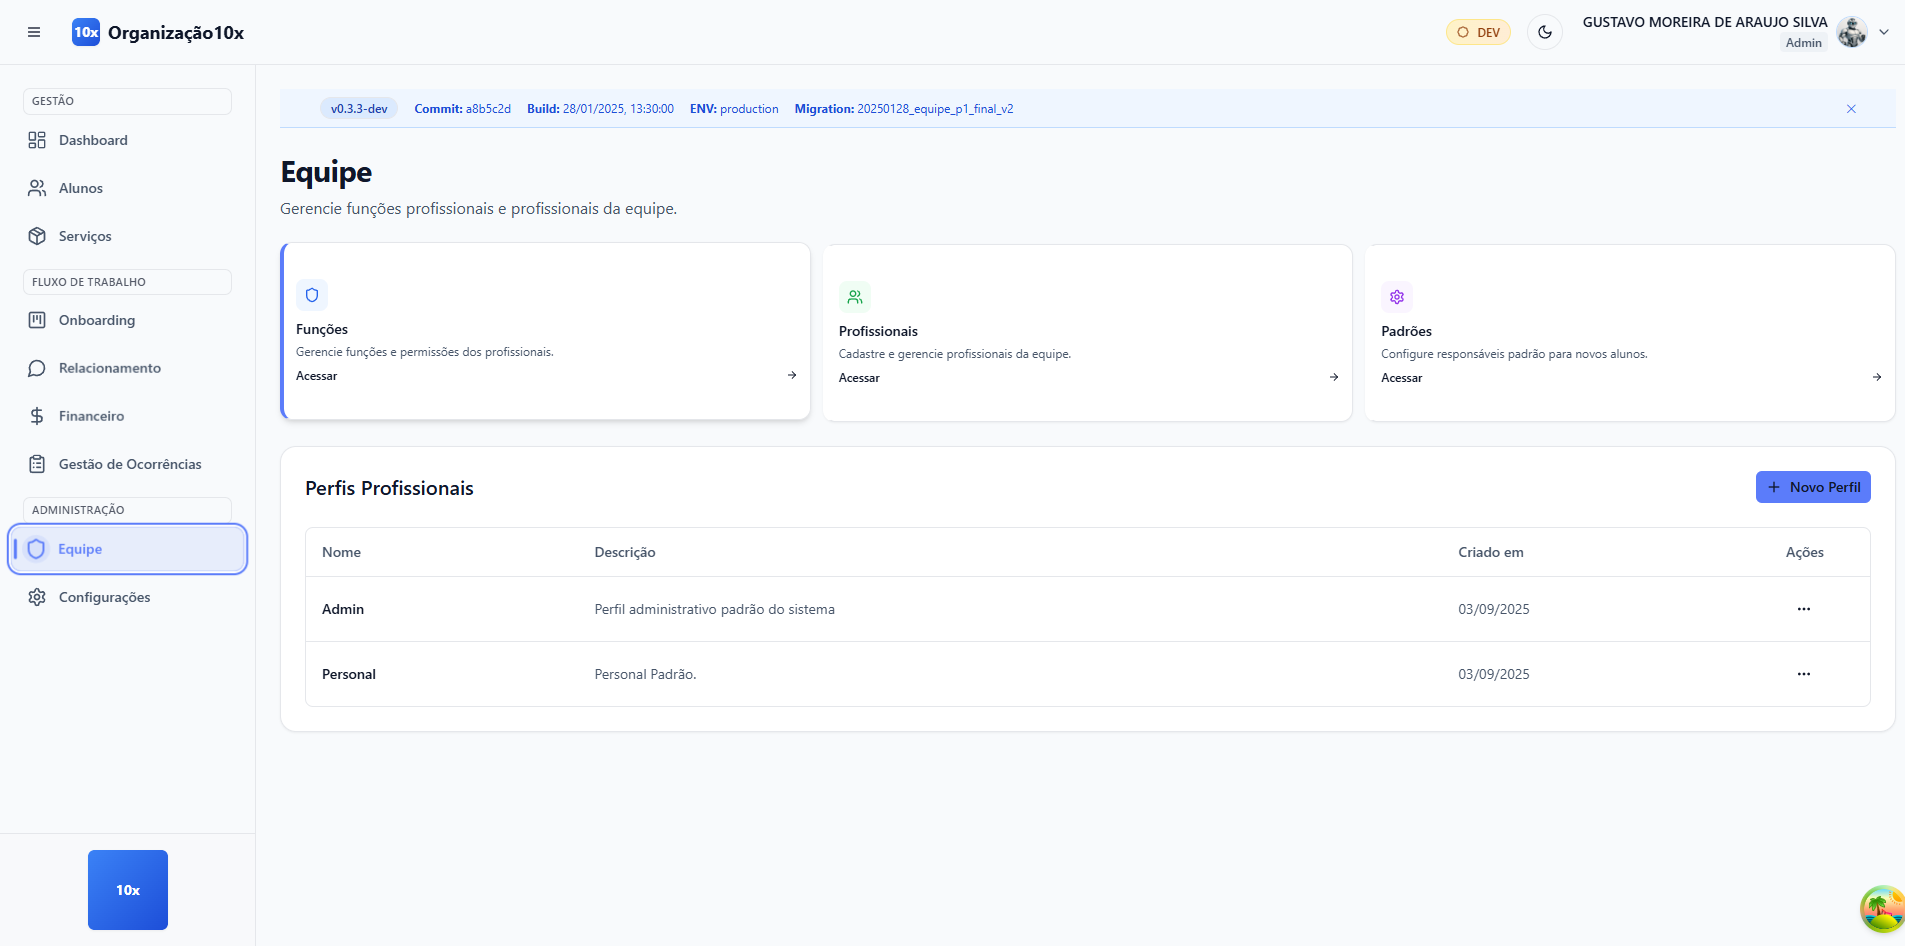 10x Organização10x
DEV
GUSTAVO MOREIRA DE ARAUJO SILVA
Admin
GESTÃO
Dashboard
Alunos
Serviços
FLUXO DE TRABALHO
Onboarding
Relacionamento
Financeiro
Gestão de Ocorrências
ADMINISTRAÇÃO
Equipe
Configurações
10x
v0.3.3-dev Commit: a8b5c2d Build: 28/01/2025, 13:30:00 ENV: production Migration: 20250128_equipe_p1_final_v2
Equipe
Gerencie funções profissionais e profissionais da equipe.
Funções
Gerencie funções e permissões dos profissionais.
Acessar
Profissionais
Cadastre e gerencie profissionais da equipe.
Acessar
Padrões
Configure responsáveis padrão para novos alunos.
Acessar
Perfis Profissionais
Novo Perfil
Nome Descrição Criado em Ações
Admin Perfil administrativo padrão do sistema 03/09/2025
Personal Personal Padrão. 03/09/2025